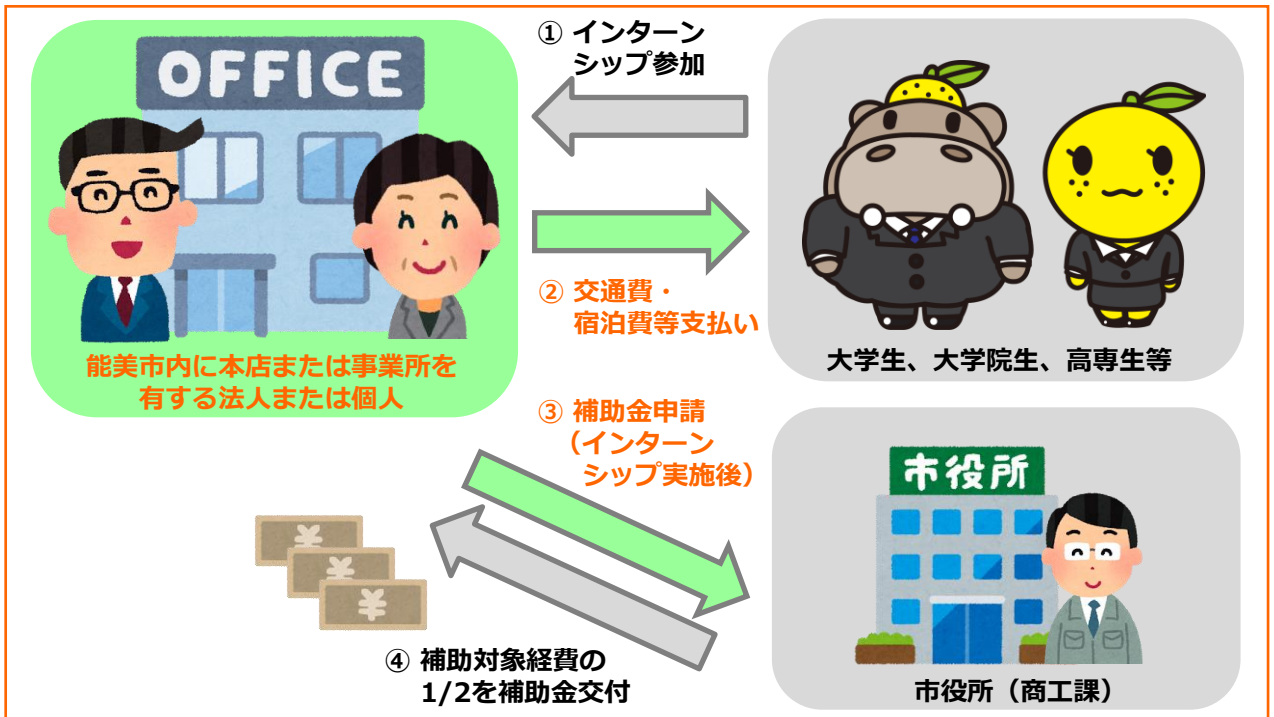 OFFICE
能美市内に本店または事業所を
有する法人または個人
① インターン
シップ参加
② 交通費・
宿泊費等支払い
大学生、大学院生、高専生等
③ 補助金申請
（インターン
シップ実施後）
市役所
市役所（商工課）
¥
¥
¥
④ 補助対象経費の
1/2を補助金交付